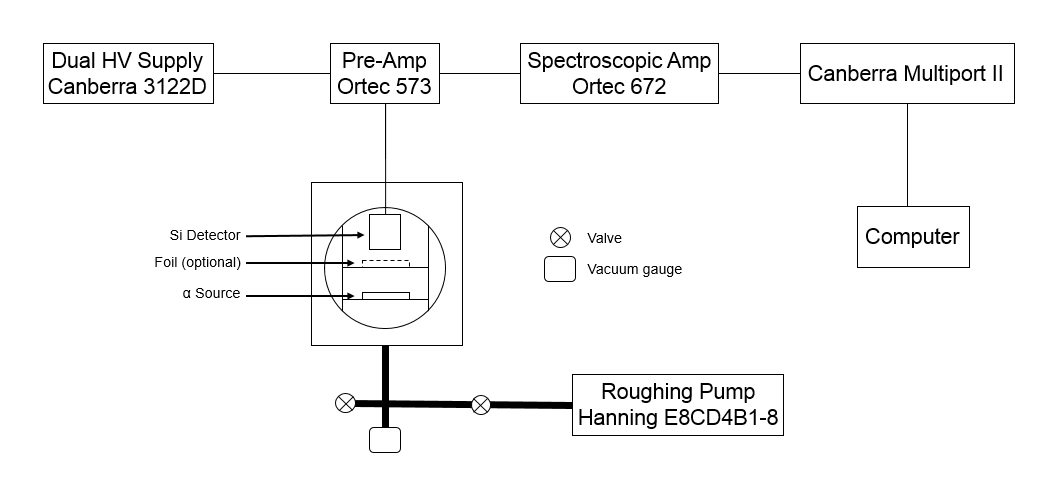 Dual HV Supply
Canberra 3122D
Pre-Amp
Ortec 573
Spectroscopic Amp
Ortec 672
Canberra Multiport II
Si Detector
Foil (optional)
α Source
Valve
Vacuum gauge
Computer
Roughing Pump
Hanning E8CD4B1-8